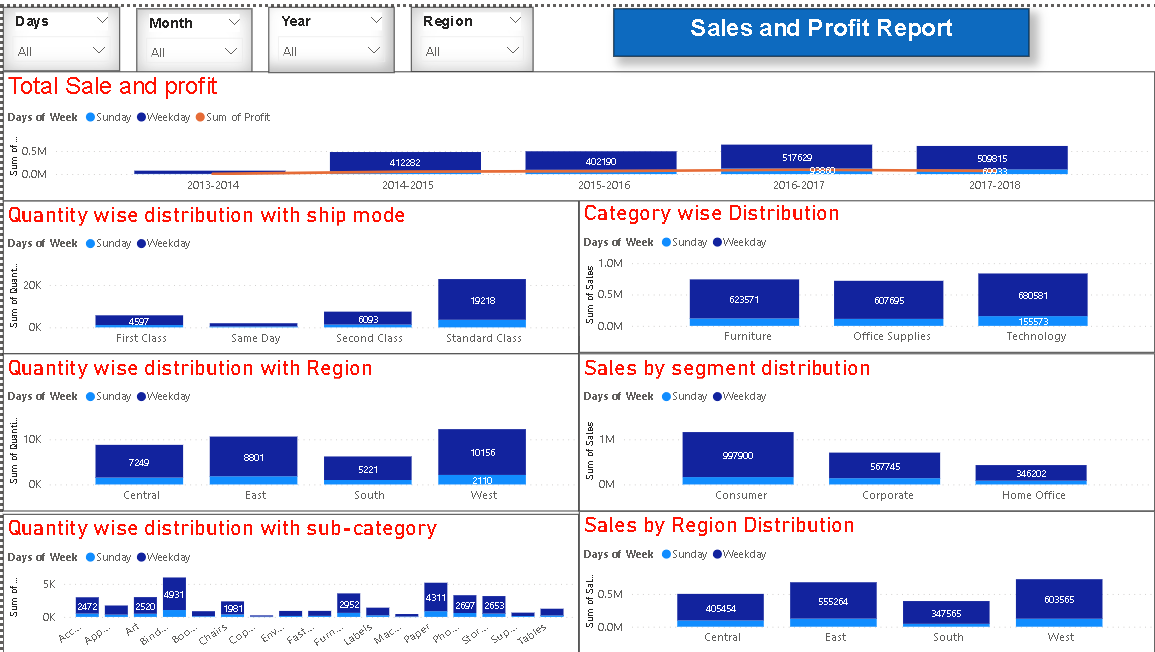 Days Month Year Region
All All All All
Sales and Profit Report
Total Sale and profit
Days of Week Sunday Weekday Sum of Profit
Sum of ...
0.5M
0.0M
412282 402190 517629 509815
93860 69933
2013-2014 2014-2015 2015-2016 2016-2017 2017-2018
Quantity wise distribution with ship mode
Days of Week Sunday Weekday
Sum of Quant...
20K
0K
4597 6093 19218
First Class Same Day Second Class Standard Class
Category wise Distribution
Days of Week Sunday Weekday
Sum of Sales
1.0M
0.5M
0.0M
623571 607695 680581
155573
Furniture Office Supplies Technology
Quantity wise distribution with Region
Days of Week Sunday Weekday
Sum of Quanti...
10K
0K
7249 8801 5221 10156
2110
Central East South West
Sales by segment distribution
Days of Week Sunday Weekday
Sum of Sales
1M
0M
997900 567745 346202
Consumer Corporate Home Office
Quantity wise distribution with sub-category
Days of Week Sunday Weekday
Sum of ...
5K
0K
2472 2520 4931 1981 2952 4311 2697 2653
Acc... App... Art Bind... Boo... Chairs Cop... Env... Fast... Furn... Labels Mac... Paper Pho... Stor... Sup... Tables
Sales by Region Distribution
Days of Week Sunday Weekday
Sum of Sal...
0.5M
0.0M
405454 555264 347565 603565
Central East South West